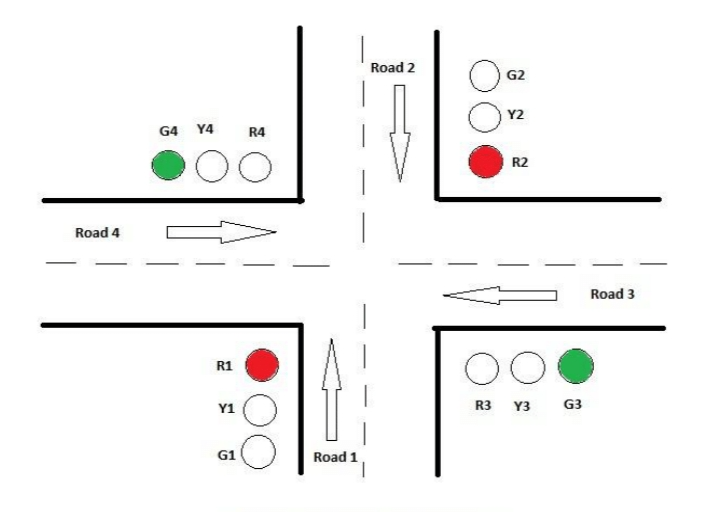 Road 2
G2
Y2
R2
G4 Y4 R4
Road 4
Road 3
R1
Y1
G1
Road 1
R3 Y3 G3